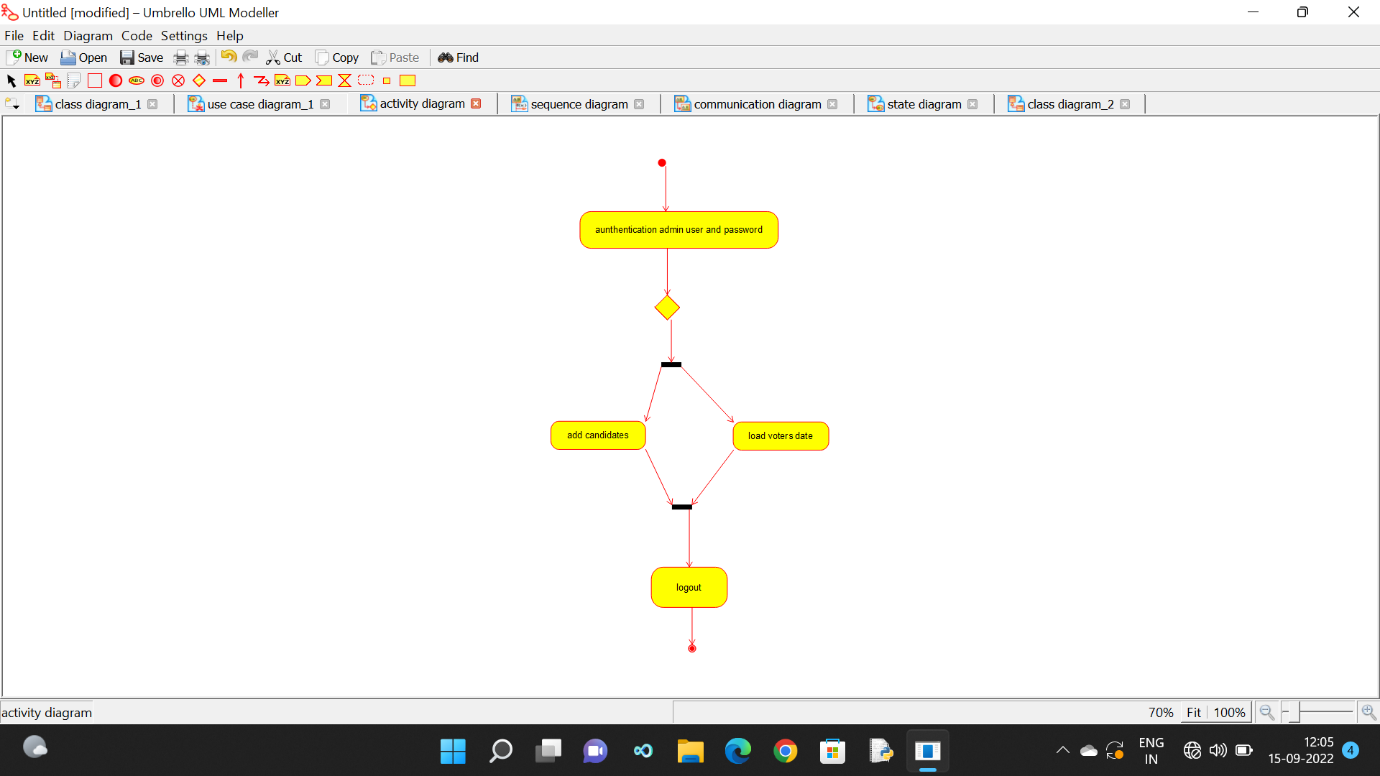 Untitled [modified] – Umbrello UML Modeller
File Edit Diagram Code Settings Help
New Open Save Cut Copy Paste Find
class diagram_1 use case diagram_1 activity diagram sequence diagram communication diagram state diagram class diagram_2
aunthentication admin user and password
add candidates load voters date
logout
activity diagram 70% Fit 100%
ENG 12:05
IN 15-09-2022 4